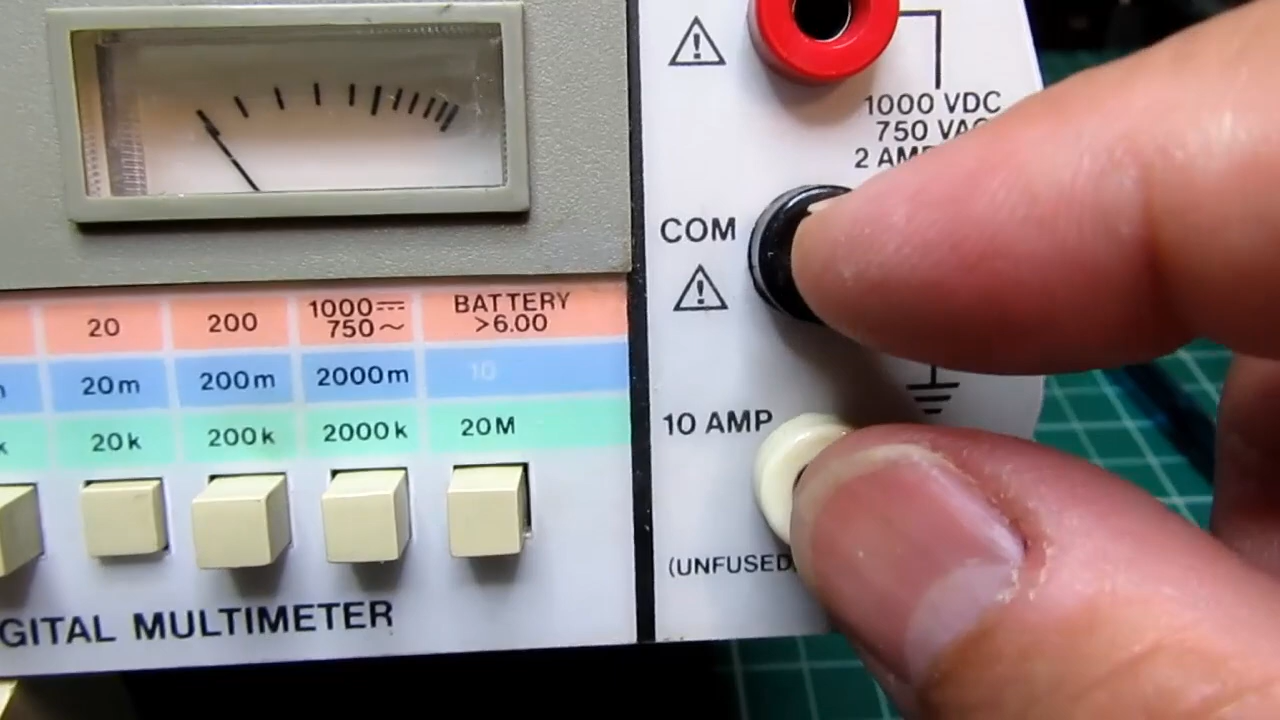 1000 VDC
750 VAC
2 AMP
COM
20 200 1000⎓ 750~ BATTERY >6.00
20m 200m 2000m 10
20k 200k 2000k 20M
10 AMP
(UNFUSED
GITAL MULTIMETER